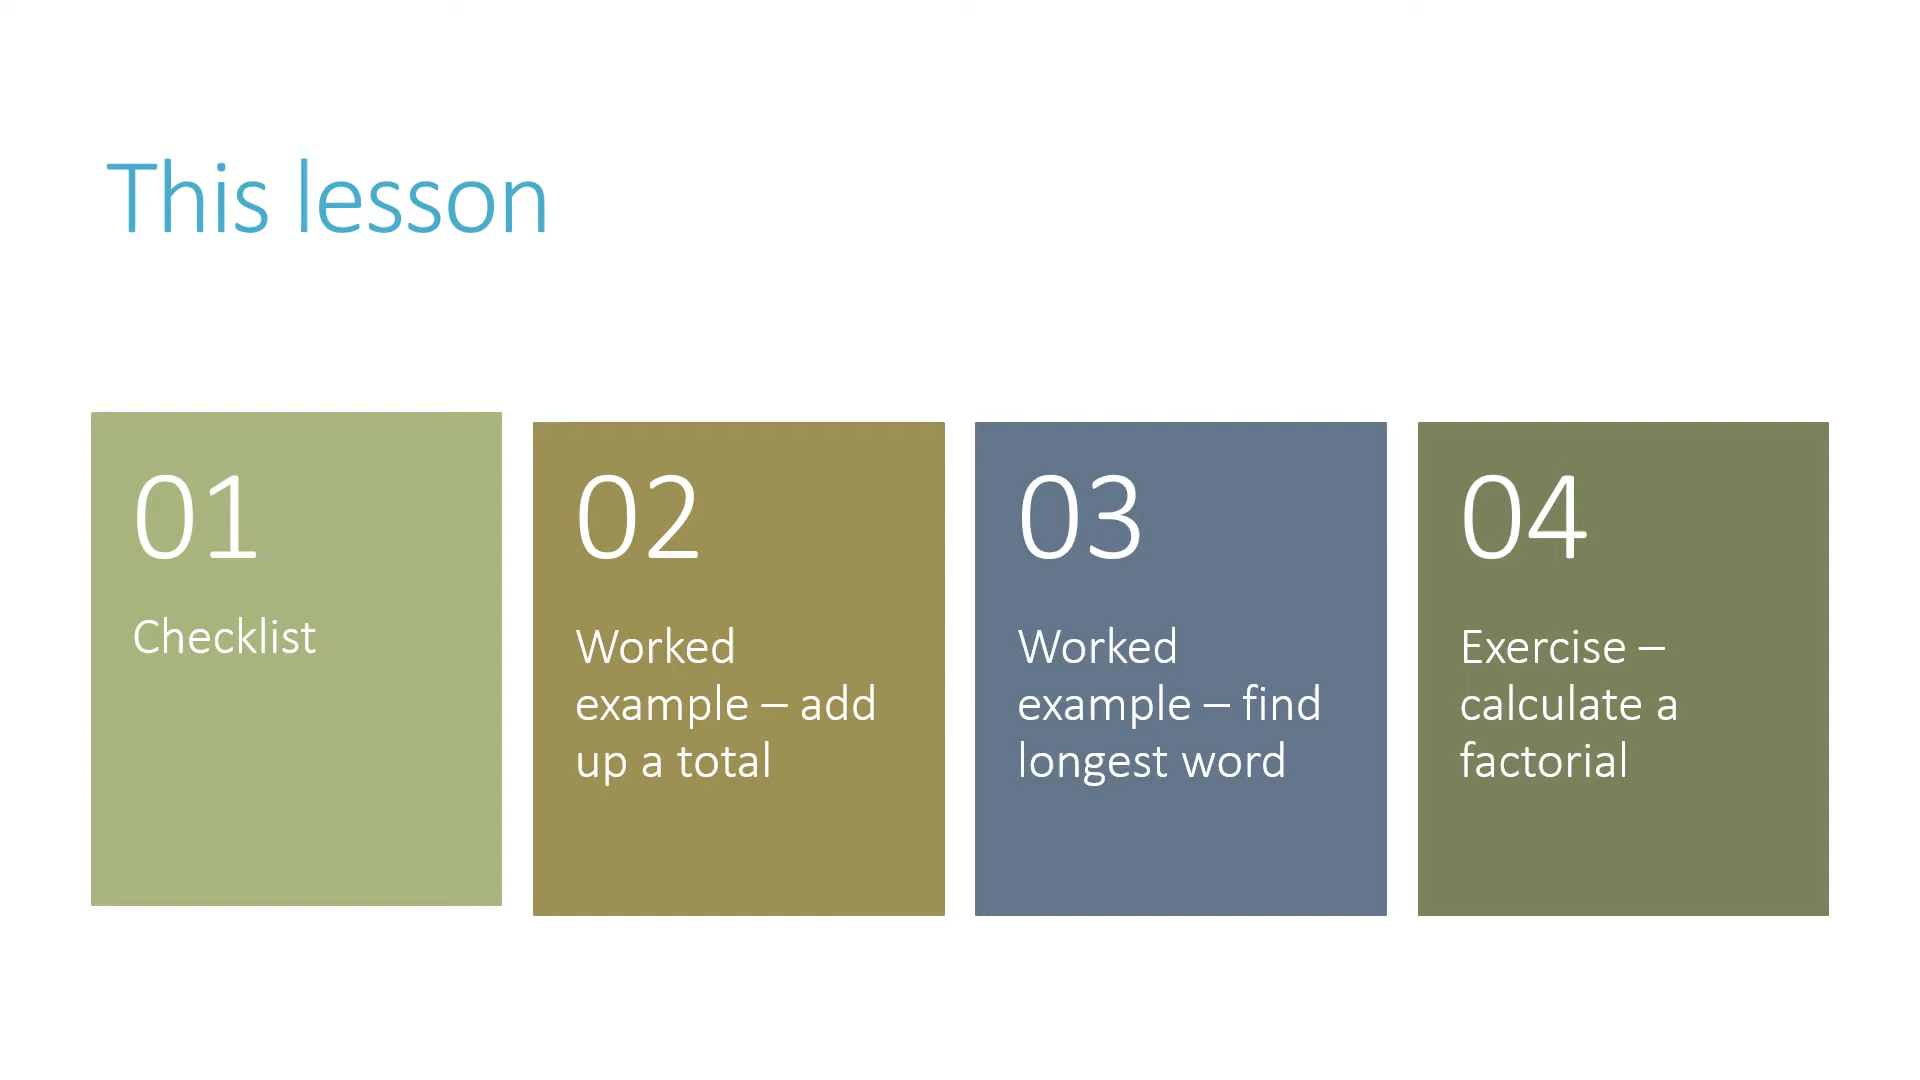 This lesson
01
Checklist
02
Worked
example – add
up a total
03
Worked
example – find
longest word
04
Exercise –
calculate a
factorial